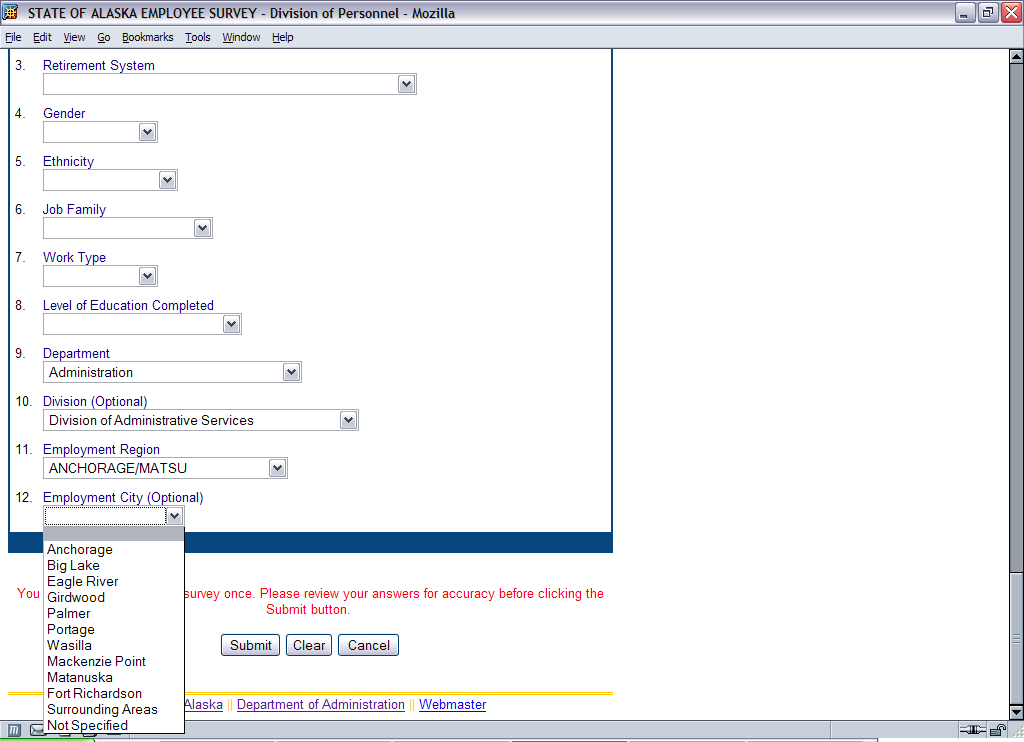 STATE OF ALASKA EMPLOYEE SURVEY - Division of Personnel - Mozilla
File Edit View Go Bookmarks Tools Window Help
3. Retirement System
4. Gender
5. Ethnicity
6. Job Family
7. Work Type
8. Level of Education Completed
9. Department
Administration
10. Division (Optional)
Division of Administrative Services
11. Employment Region
ANCHORAGE/MATSU
12. Employment City (Optional)
Anchorage
Big Lake
Eagle River
Girdwood
Palmer
Portage
Wasilla
Mackenzie Point
Matanuska
Fort Richardson
Surrounding Areas
Not Specified
You survey once. Please review your answers for accuracy before clicking the
Submit button.
Submit Clear Cancel
Alaska || Department of Administration || Webmaster